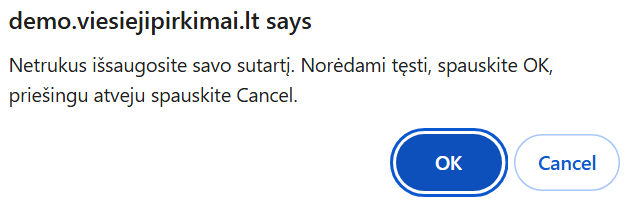 demo.viesiejipirkimai.lt says
Netrukus išsaugosite savo sutartį. Norėdami tęsti, spauskite OK,
priešingu atveju spauskite Cancel.
OK
Cancel